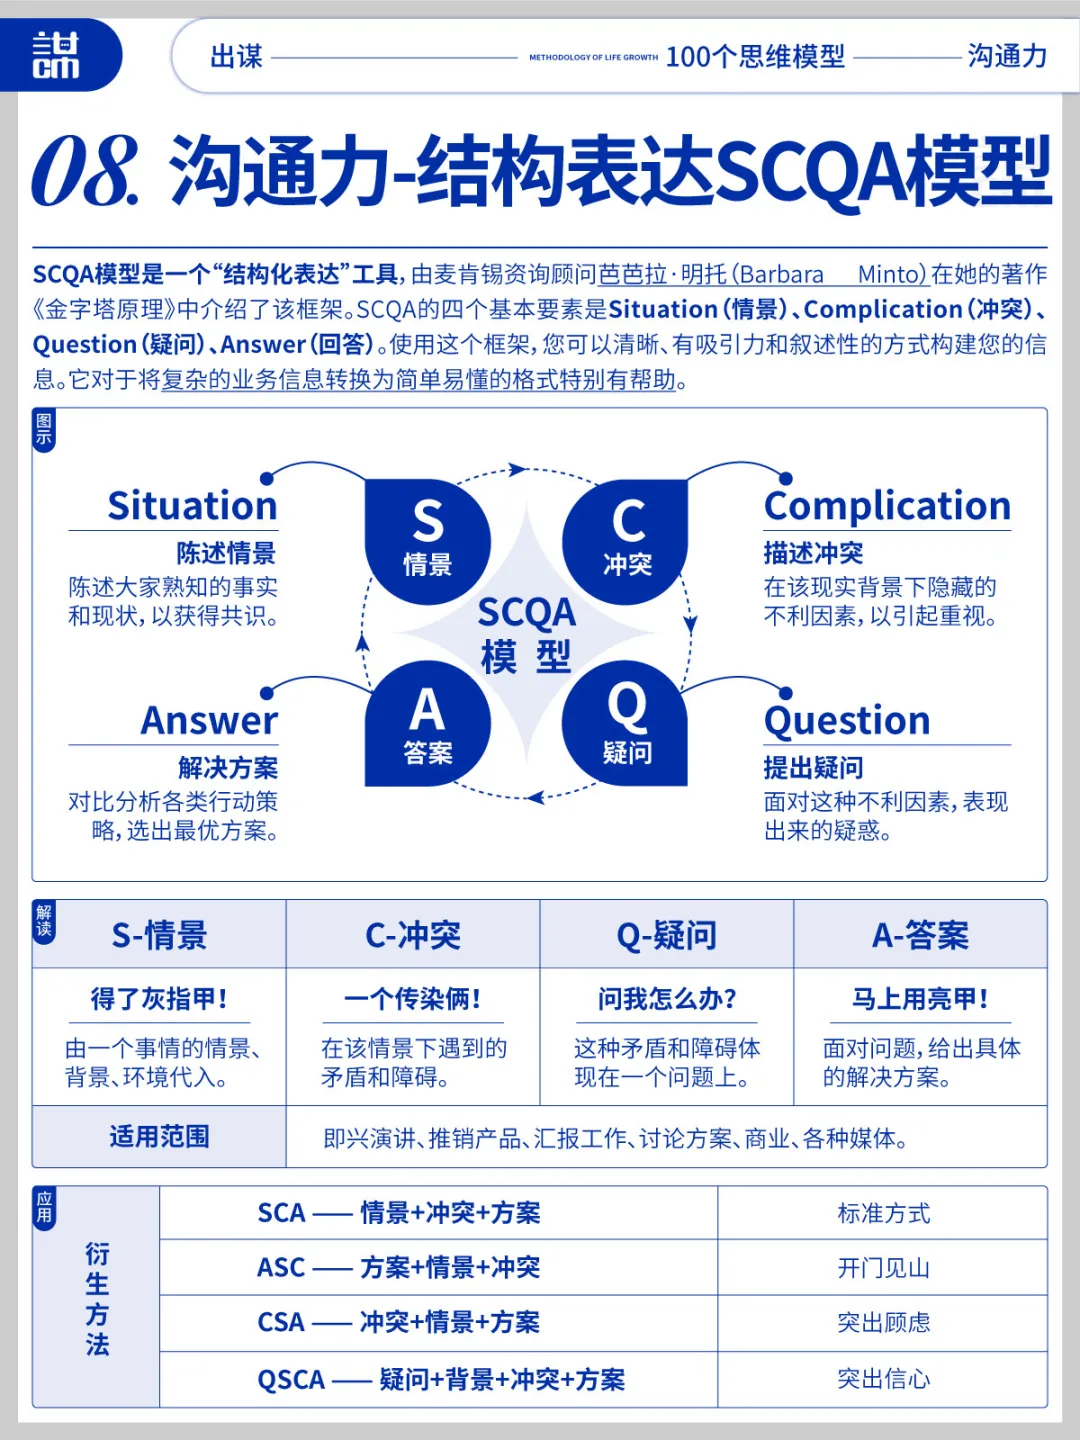 谋
cm
出谋
METHODOLOGY OF LIFE GROWTH
100个思维模型
沟通力
08. 沟通力-结构表达SCQA模型
SCQA模型是一个“结构化表达”工具，由麦肯锡资询顾问芭芭拉·明托（Barbara Minto）在她的著作
《金字塔原理》中介绍了该框架。SCQA的四个基本要素是Situation（情景）、Complication（冲突）、
Question（疑问）、Answer（回答）。使用这个框架，您可以清晰、有吸引力和叙述性的方式构建您的信
息。它对于将复杂的业务信息转换为简单易懂的格式特别有帮助。
图示
Situation
陈述情景
陈述大家熟知的事实
和现状，以获得共识。
S
情景
C
冲突
Complication
描述冲突
在该现实背景下隐藏的
不利因素，以引起重视。
SCQA
模型
Answer
解决方案
对比分析各类行动策
略，选出最优方案。
A
答案
Q
疑问
Question
提出疑问
面对这种不利因素，表现
出来的疑惑。
解读
S-情景
C-冲突
Q-疑问
A-答案
得了灰指甲！
一个传染俩！
问我怎么办？
马上用亮甲！
由一个事情的情景、
背景、环境代入。
在该情景下遇到的
矛盾和障碍。
这种矛盾和障碍体
现在一个问题上。
面对问题，给出具体
的解决方案。
适用范围
即兴演讲、推销产品、汇报工作、讨论方案、商业、各种媒体。
应用
衍生方法
SCA —— 情景+冲突+方案
标准方式
ASC —— 方案+情景+冲突
开门见山
CSA —— 冲突+情景+方案
突出顾虑
QSCA —— 疑问+背景+冲突+方案
突出信心